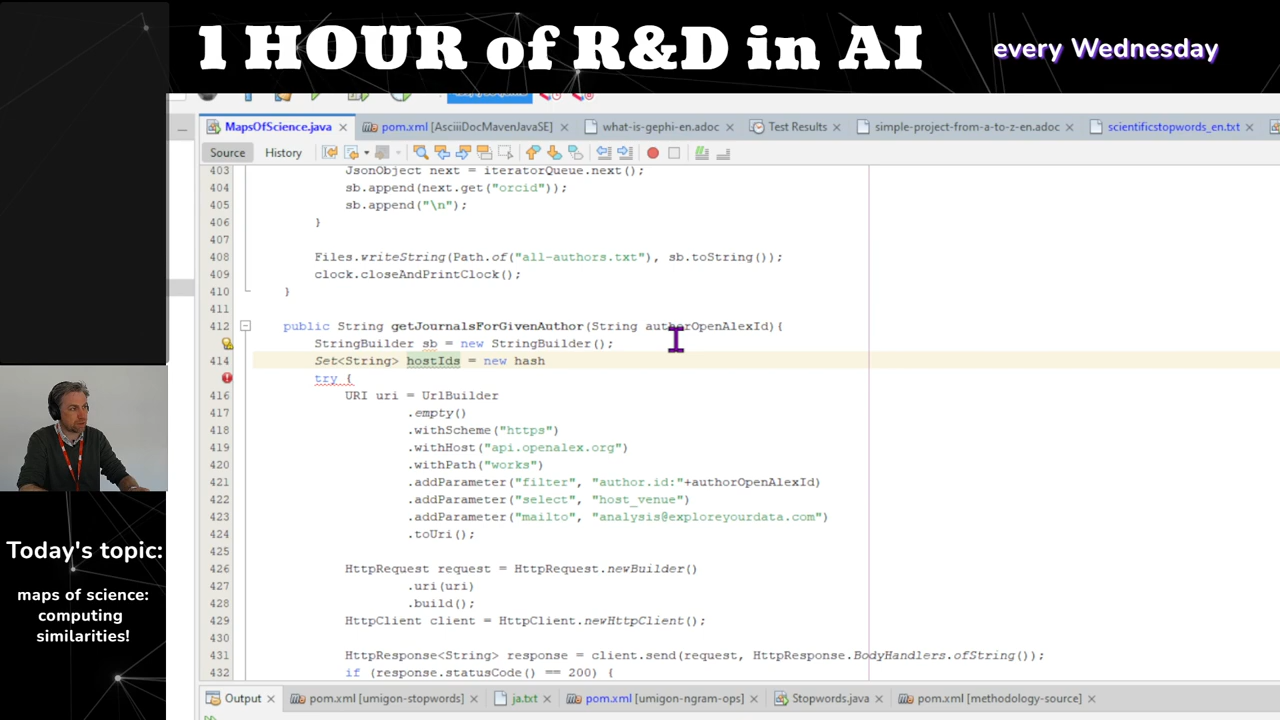 1 HOUR of R&D in AI
every Wednesday
MapsOfScience.java
pom.xml [AsciiDocMavenJavaSE]
what-is-gephi-en.adoc
Test Results
simple-project-from-a-to-z-en.adoc
scientificstopwords_en.txt
Source History
403 JsonObject next = iteratorQueue.next();
404 sb.append(next.get("orcid"));
405 sb.append("\n");
406 }
407
408 Files.writeString(Path.of("all-authors.txt"), sb.toString());
409 clock.closeAndPrintClock();
410 }
411
412 public String getJournalsForGivenAuthor(String authorOpenAlexId){
StringBuilder sb = new StringBuilder();
414 Set<String> hostIds = new hash
try {
416 URI uri = UrlBuilder
417 .empty()
418 .withScheme("https")
419 .withHost("api.openalex.org")
420 .withPath("works")
421 .addParameter("filter", "author.id:"+authorOpenAlexId)
422 .addParameter("select", "host_venue")
423 .addParameter("mailto", "analysis@exploreyourdata.com")
424 .toUri();
425
426 HttpRequest request = HttpRequest.newBuilder()
427 .uri(uri)
428 .build();
429 HttpClient client = HttpClient.newHttpClient();
430
431 HttpResponse<String> response = client.send(request, HttpResponse.BodyHandlers.ofString());
432 if (response.statusCode() == 200) {
Today's topic:
maps of science:
computing
similarities!
Output
pom.xml [umigon-stopwords]
ja.txt
pom.xml [umigon-ngram-ops]
Stopwords.java
pom.xml [methodology-source]